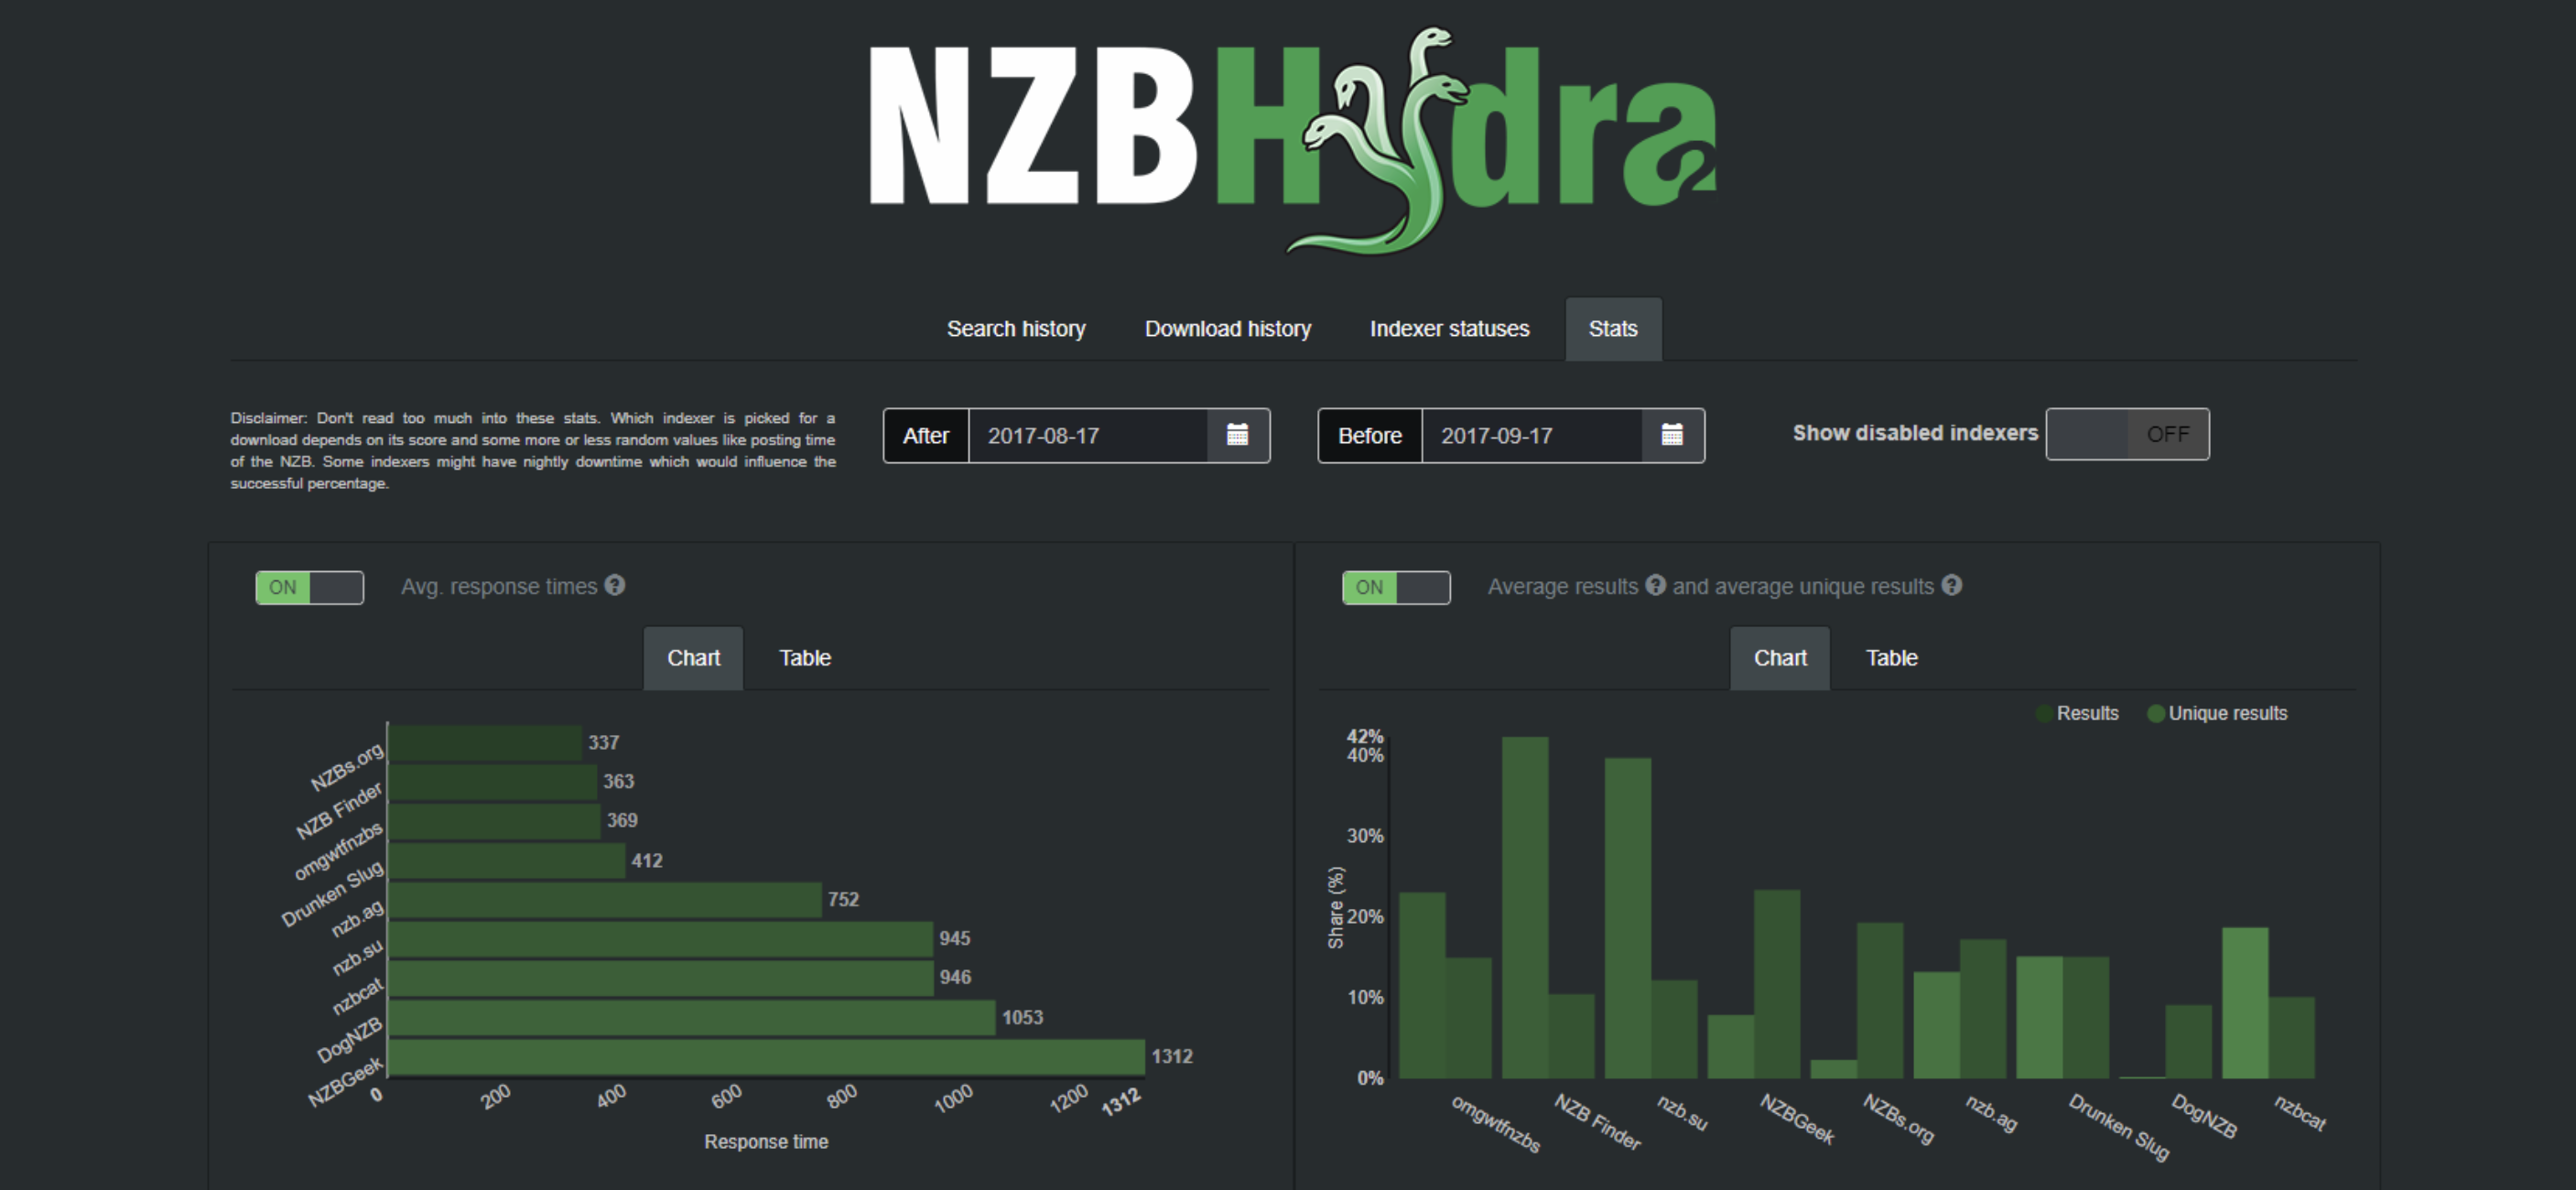 NZBHydra2
Search history Download history Indexer statuses Stats
Disclaimer: Don't read too much into these stats. Which indexer is picked for a
download depends on its score and some more or less random values like posting time
of the NZB. Some indexers might have nightly downtime which would influence the
successful percentage.
After 2017-08-17
Before 2017-09-17
Show disabled indexers OFF
ON Avg. response times ?
Chart Table
NZBs.org 337
NZB Finder 363
omgwtfnzbs 369
Drunken Slug 412
nzb.ag 752
nzb.su 945
nzbcat 946
DogNZB 1053
NZBGeek 1312
0 200 400 600 800 1000 1200 1312
Response time
ON Average results ? and average unique results ?
Chart Table
Results Unique results
42%
40%
30%
20%
10%
0%
Share (%)
omgwtfnzbs NZB Finder nzb.su NZBGeek NZBs.org nzb.ag Drunken Slug DogNZB nzbcat